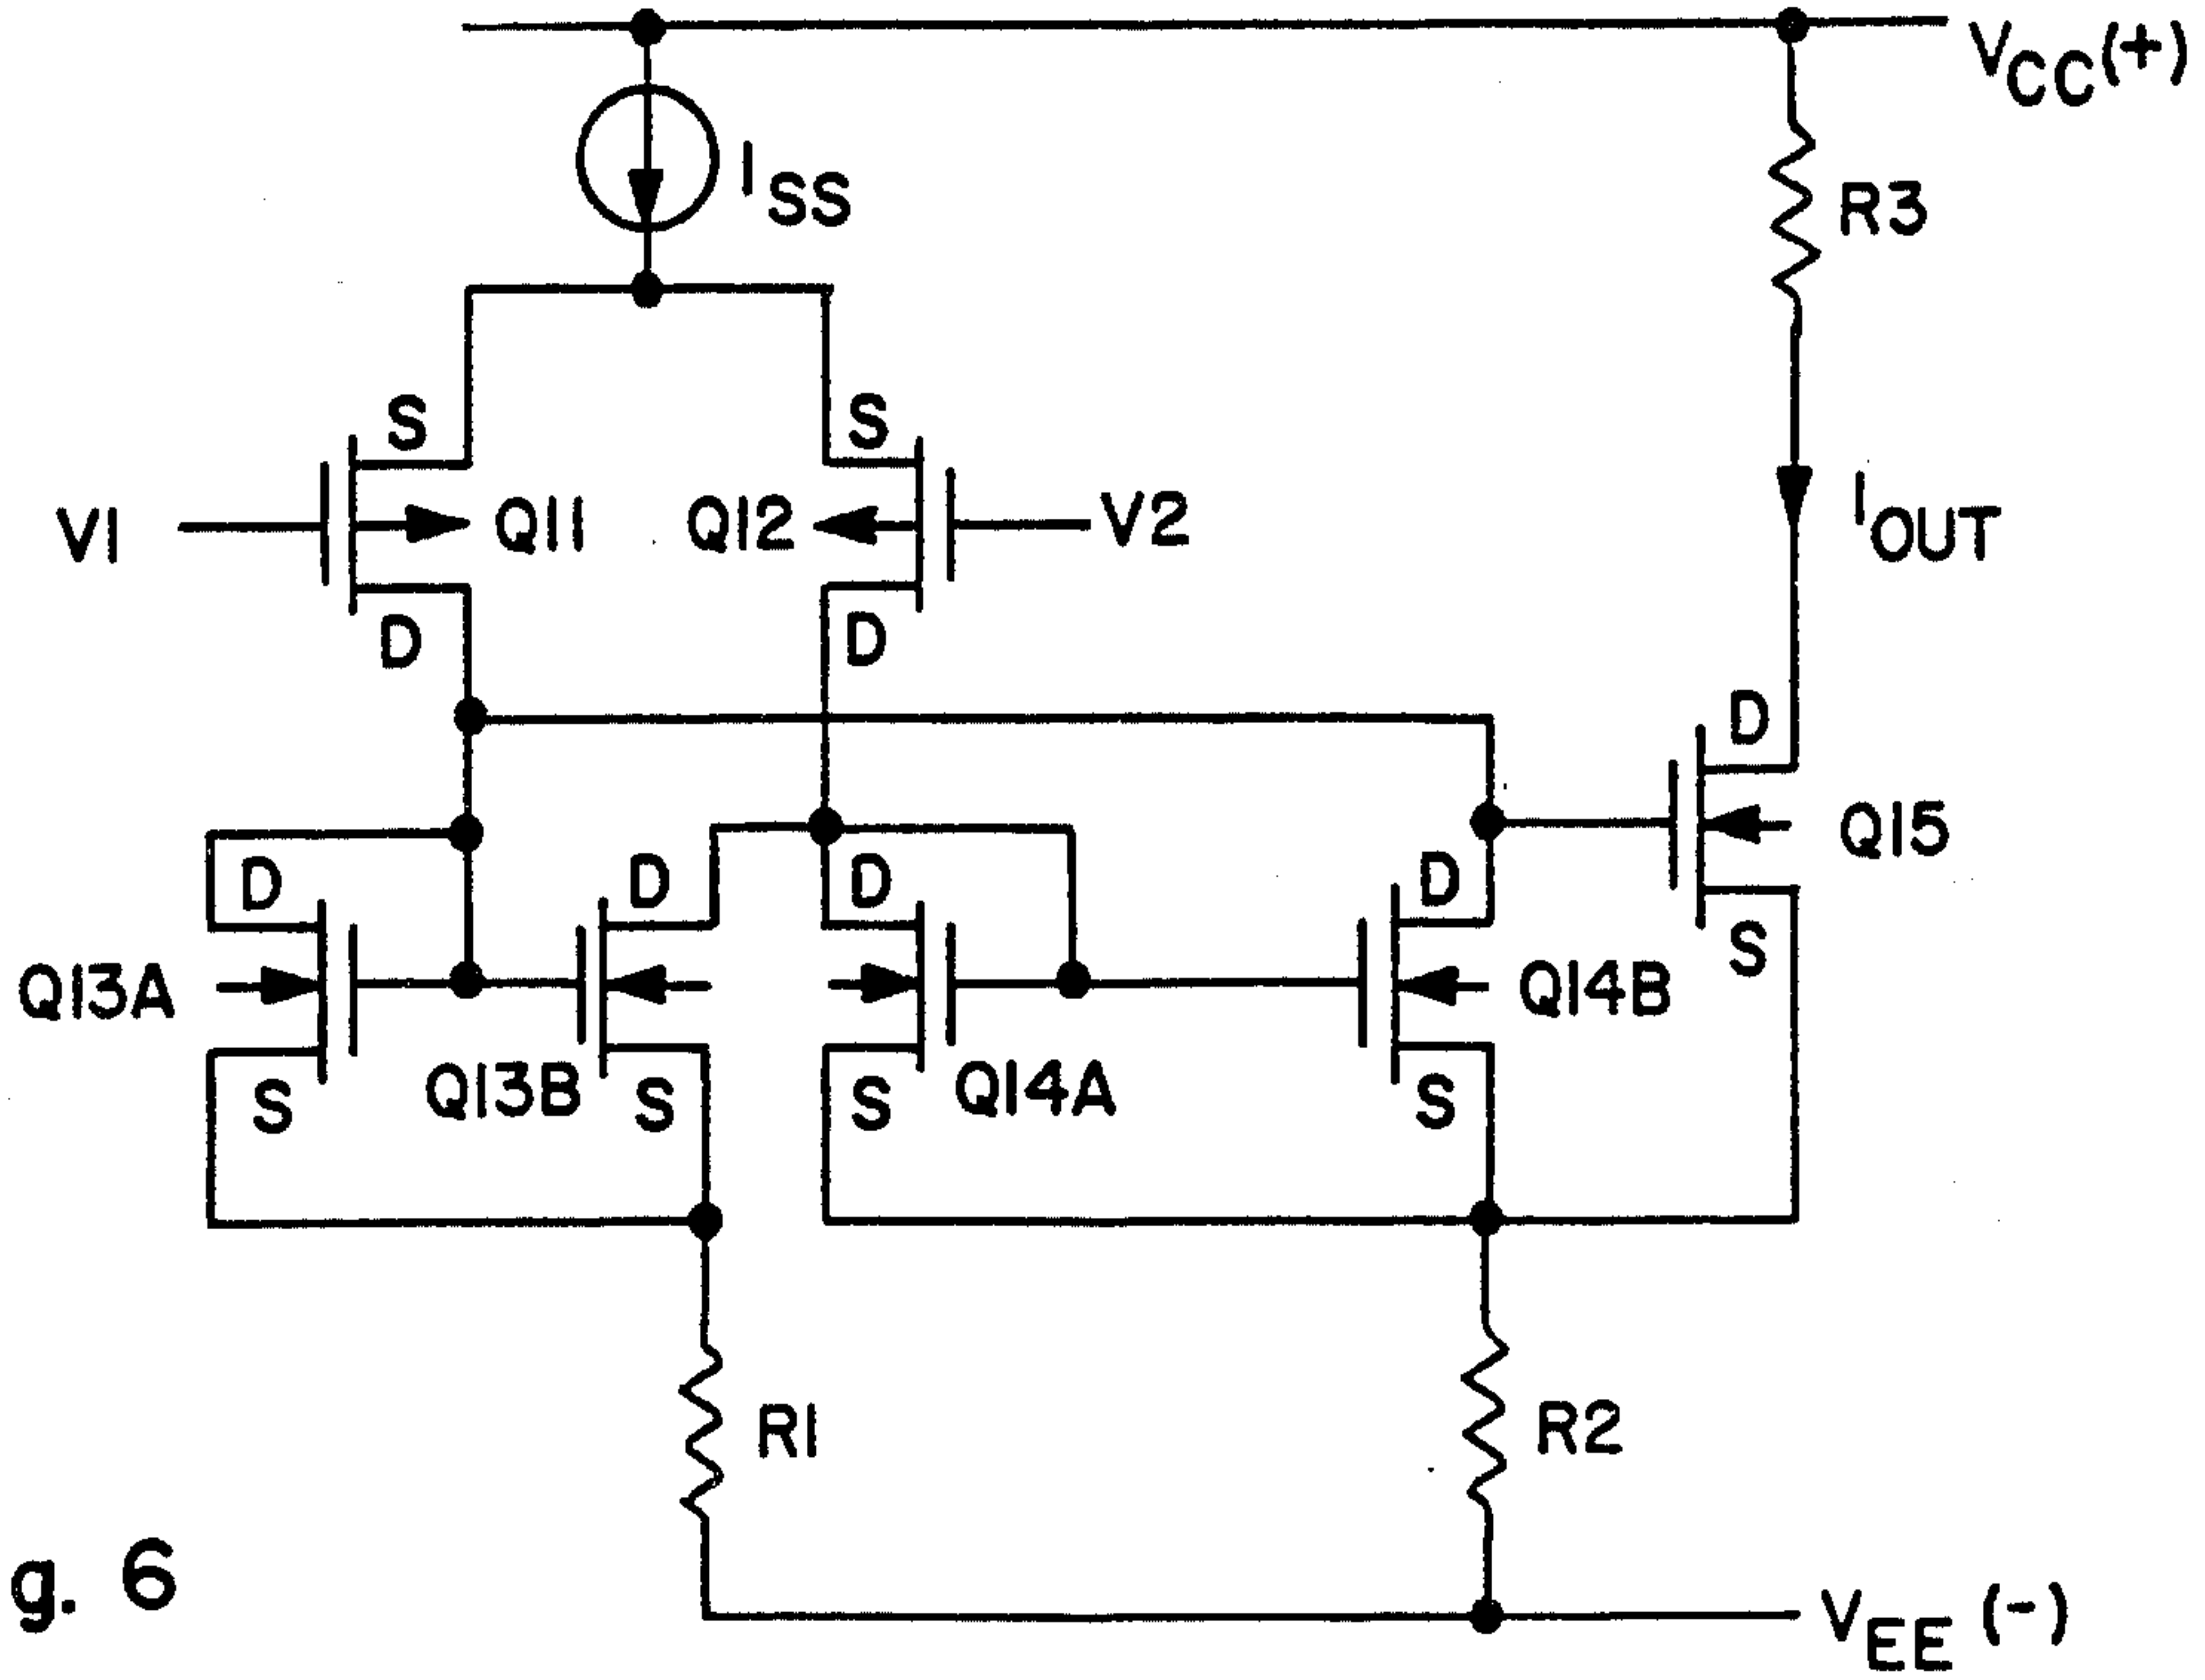 VCC(+)
ISS
R3
S
S
V1
Q11
Q12
V2
IOUT
D
D
D
Q15
D
D
D
D
S
Q13A
Q14B
Q13B
Q14A
S
S
S
S
R1
R2
g. 6
VEE (-)